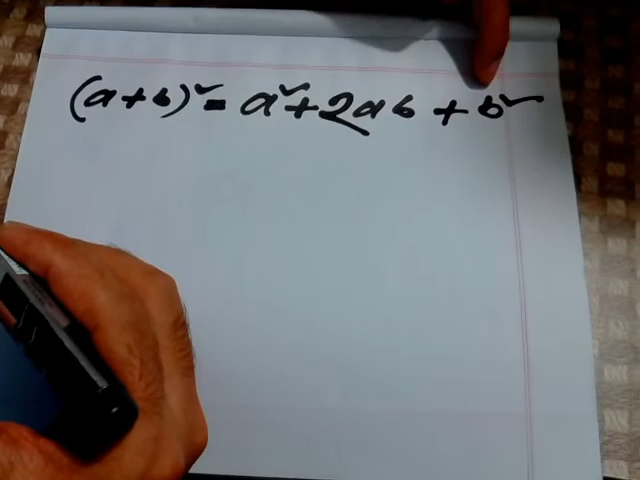 (a+b)² = a²+2ab + b²